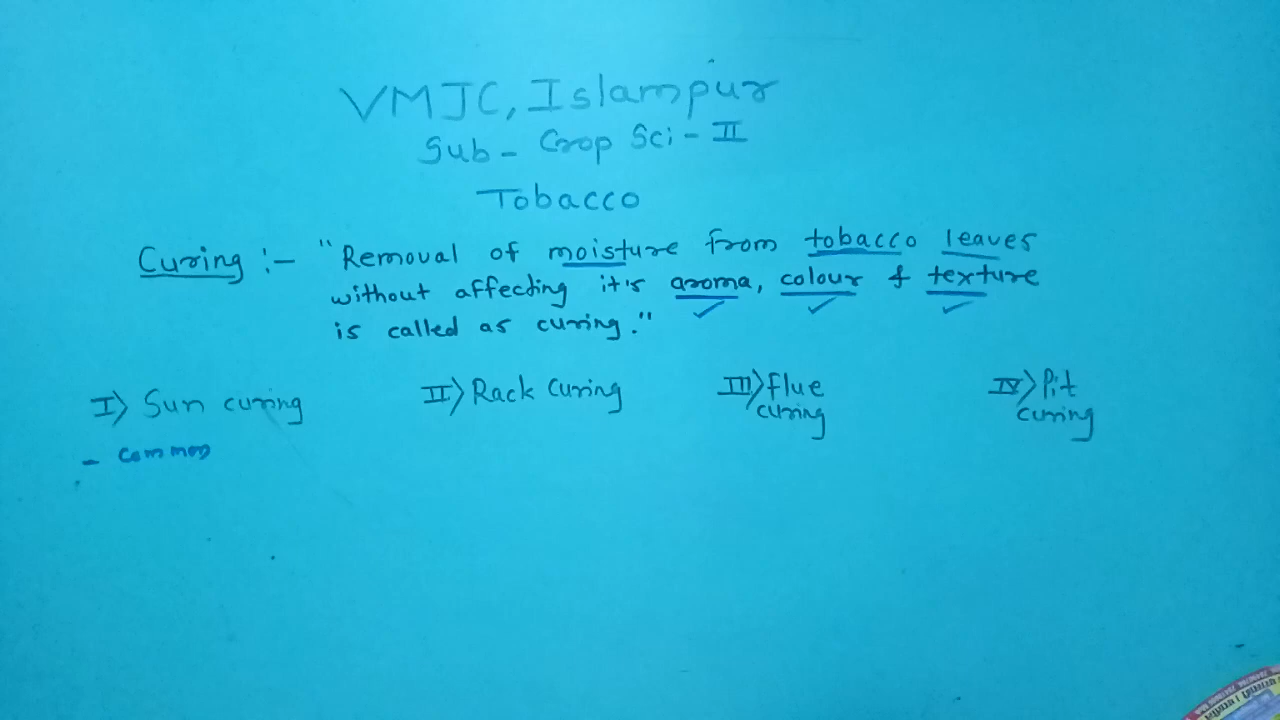 VMJC, Islampur
Sub - Crop Sci - II
Tobacco
Curing :- "Removal of moisture from tobacco leaves
without affecting it's aroma, colour & texture
is called as curing."
I) Sun curing
- common
II) Rack Curing
III) flue
curing
IV) Pit
curing